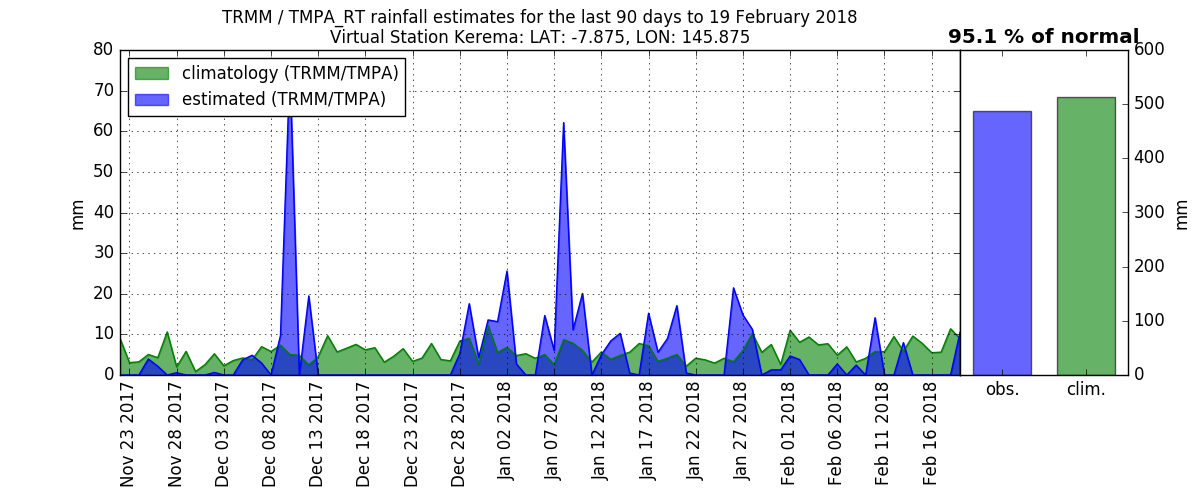 TRMM / TMPA_RT rainfall estimates for the last 90 days to 19 February 2018
Virtual Station Kerema: LAT: -7.875, LON: 145.875
95.1 % of normal
climatology (TRMM/TMPA)
estimated (TRMM/TMPA)
mm
80
70
60
50
40
30
20
10
0
Nov 23 2017
Nov 28 2017
Dec 03 2017
Dec 08 2017
Dec 13 2017
Dec 18 2017
Dec 23 2017
Dec 28 2017
Jan 02 2018
Jan 07 2018
Jan 12 2018
Jan 17 2018
Jan 22 2018
Jan 27 2018
Feb 01 2018
Feb 06 2018
Feb 11 2018
Feb 16 2018
obs.
clim.
600
500
400
300
200
100
0
mm